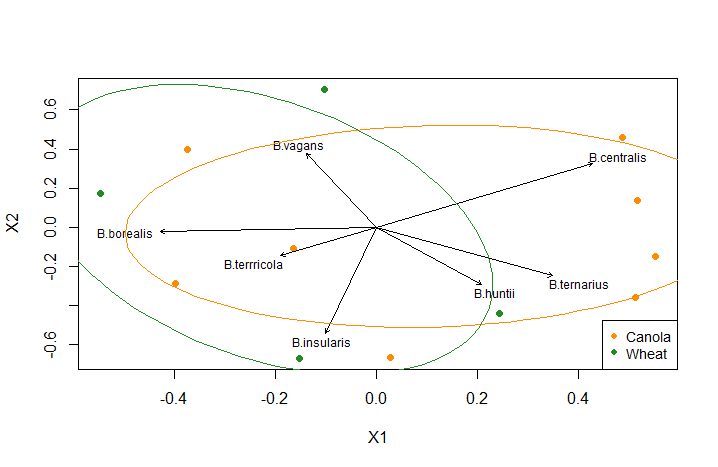 0.6
0.4
0.2
0.0
-0.2
-0.6
X2
B.vagans
B.centralis
B.borealis
B.terrricola
B.huntii
B.ternarius
B.insularis
Canola
Wheat
-0.4
-0.2
0.0
0.2
0.4
X1